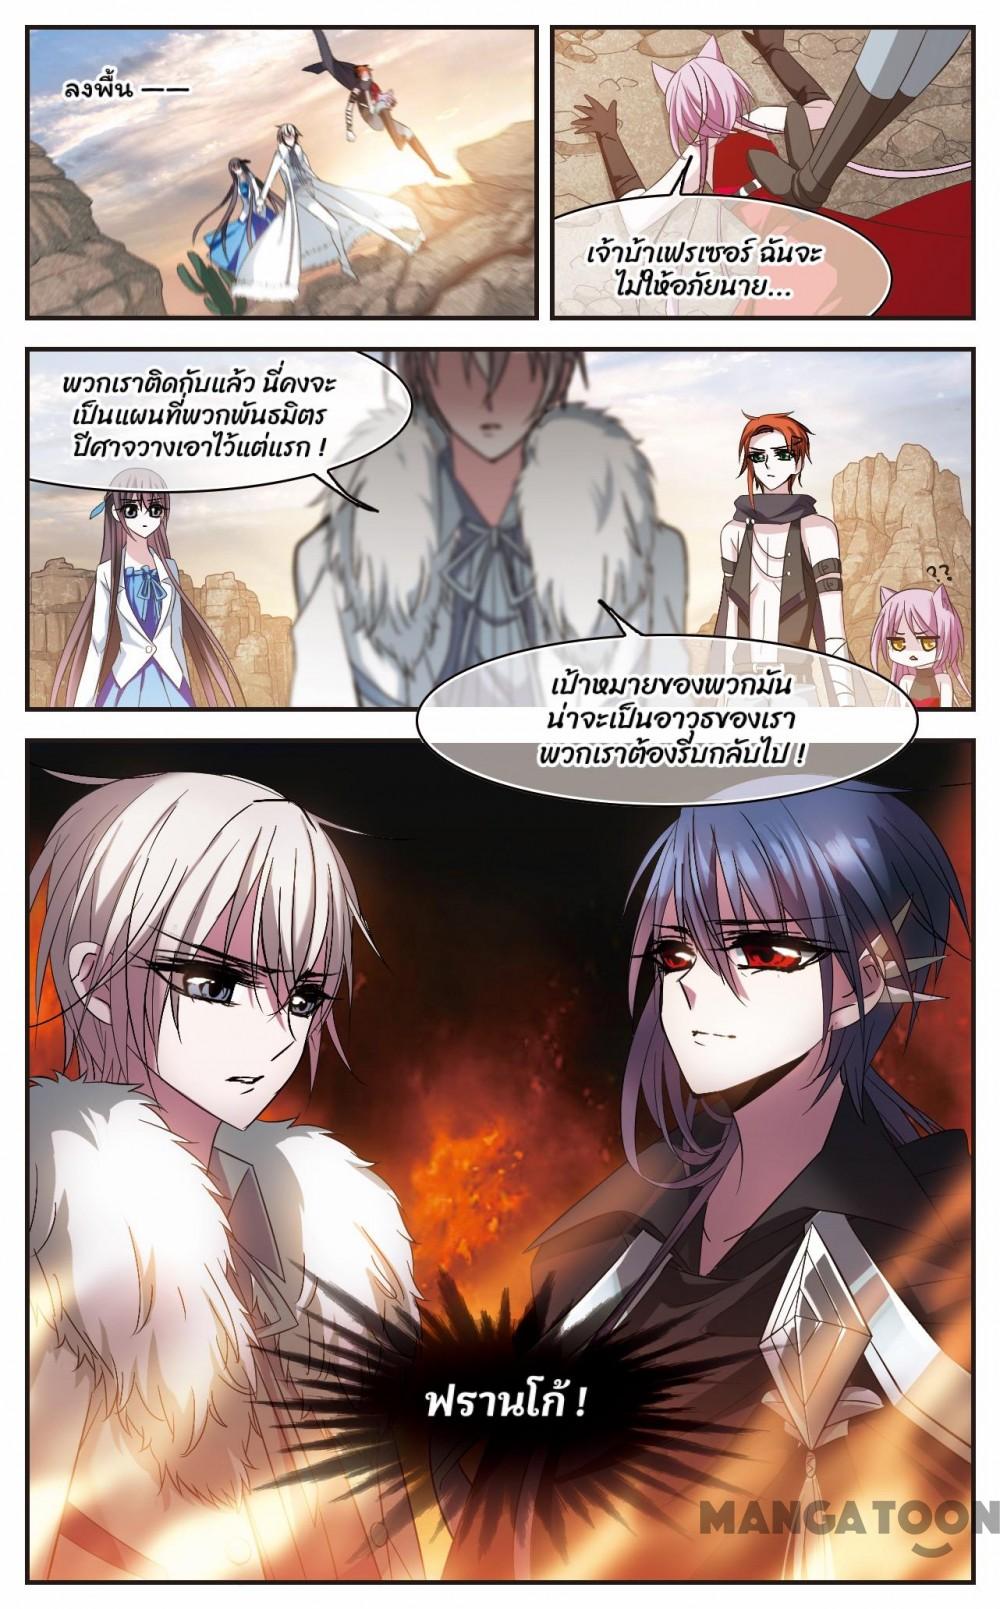 ลงพื้น ——
เจ้าบ้าเฟรเซอร์ ฉันจะ
ไม่ให้อภัยนาย...
พวกเราติดกับแล้ว นี่คงจะ
เป็นแผนที่พวกพันธมิตร
ปีศาจวางเอาไว้แต่แรก !
??
เป้าหมายของพวกมัน
น่าจะเป็นอาวุธของเรา
พวกเราต้องรีบกลับไป !
ฟรานโก้ !
MANGATOON